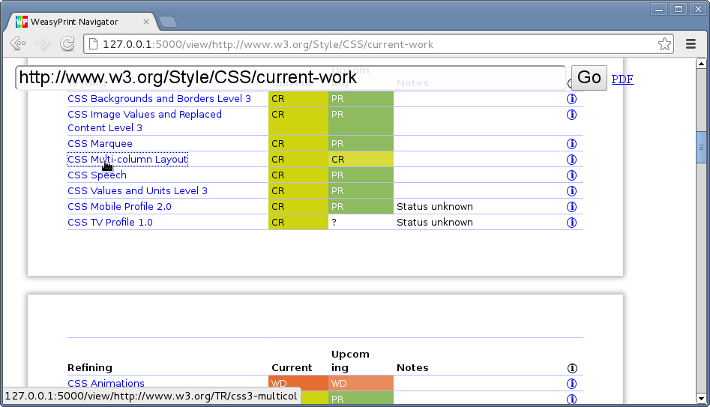 WeasyPrint Navigator
127.0.0.1:5000/view/http://www.w3.org/Style/CSS/current-work
http://www.w3.org/Style/CSS/current-work Go PDF
Upcom
Refining Current ing Notes
CSS Backgrounds and Borders Level 3 CR PR
CSS Image Values and Replaced CR PR
Content Level 3
CSS Marquee CR PR
CSS Multi-column Layout CR CR
CSS Speech CR PR
CSS Values and Units Level 3 CR PR
CSS Mobile Profile 2.0 CR PR Status unknown
CSS TV Profile 1.0 CR ? Status unknown
Upcom
Refining Current ing Notes
CSS Animations WD WD
PR
127.0.0.1:5000/view/http://www.w3.org/TR/css3-multicol